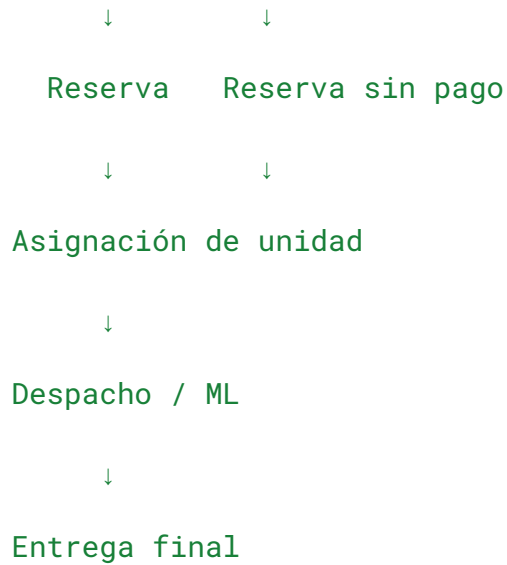 ↓ ↓
Reserva Reserva sin pago
↓ ↓
Asignación de unidad
↓
Despacho / ML
↓
Entrega final